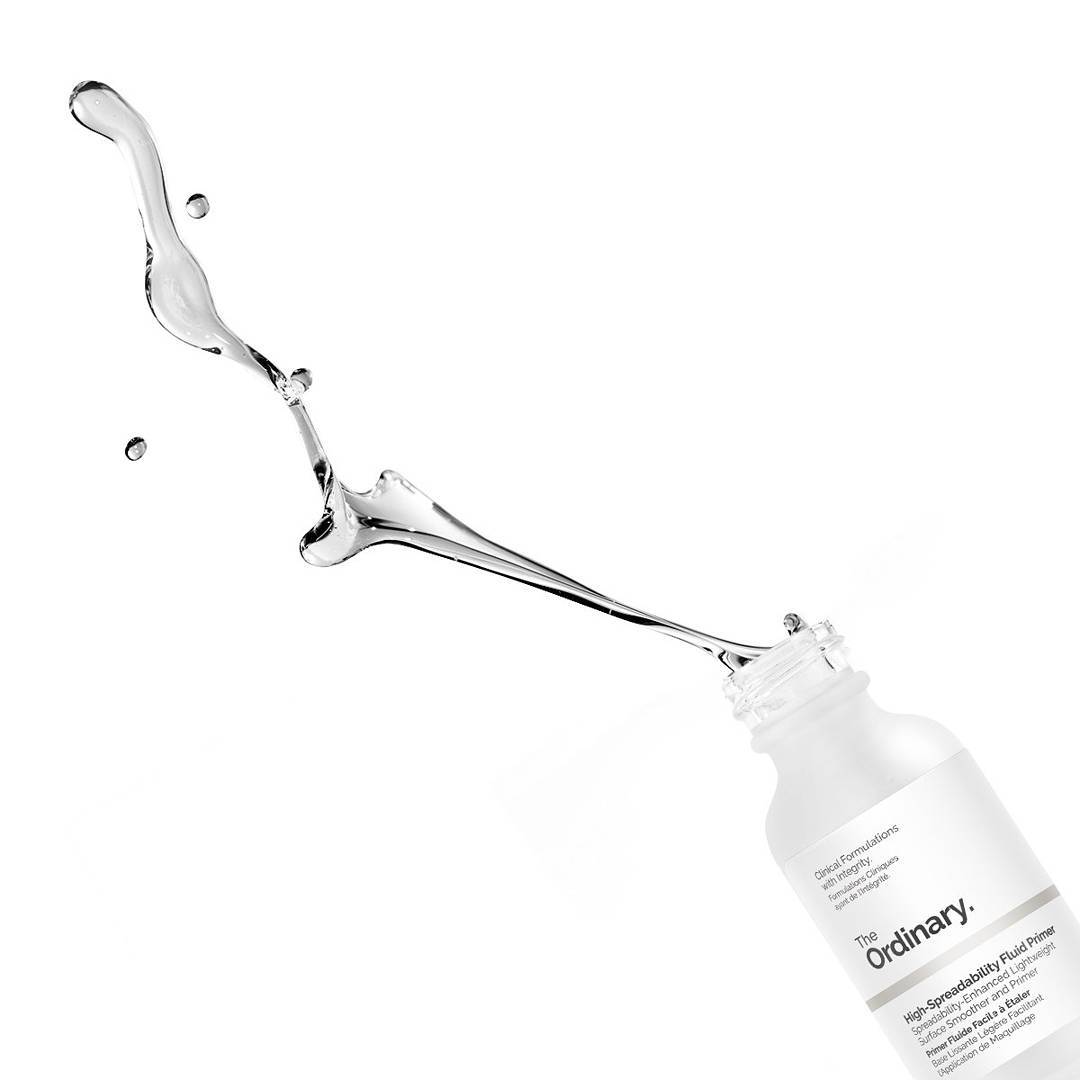 Clinical Formulations
with Integrity.
Formulations Cliniques
ayant de l'intégrité.
The
Ordinary.
High-Spreadability Fluid Primer
Spreadability-Enhanced Lightweight
Surface Smoother and Primer
Primer Fluide Facile à Étaler
Base Lissante Légère Facilitant
l'Application de Maquillage